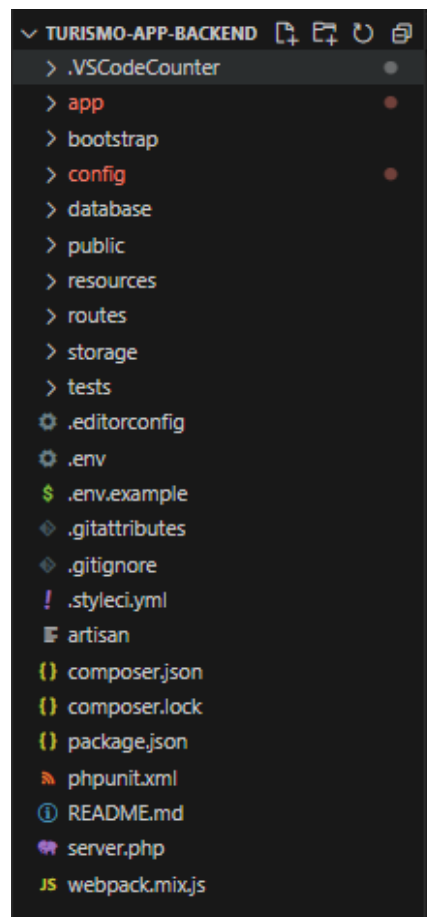 TURISMO-APP-BACKEND
.VSCodeCounter
app
bootstrap
config
database
public
resources
routes
storage
tests
.editorconfig
.env
$ .env.example
.gitattributes
.gitignore
! .styleci.yml
artisan
{} composer.json
{} composer.lock
{} package.json
phpunit.xml
README.md
server.php
JS webpack.mix.js